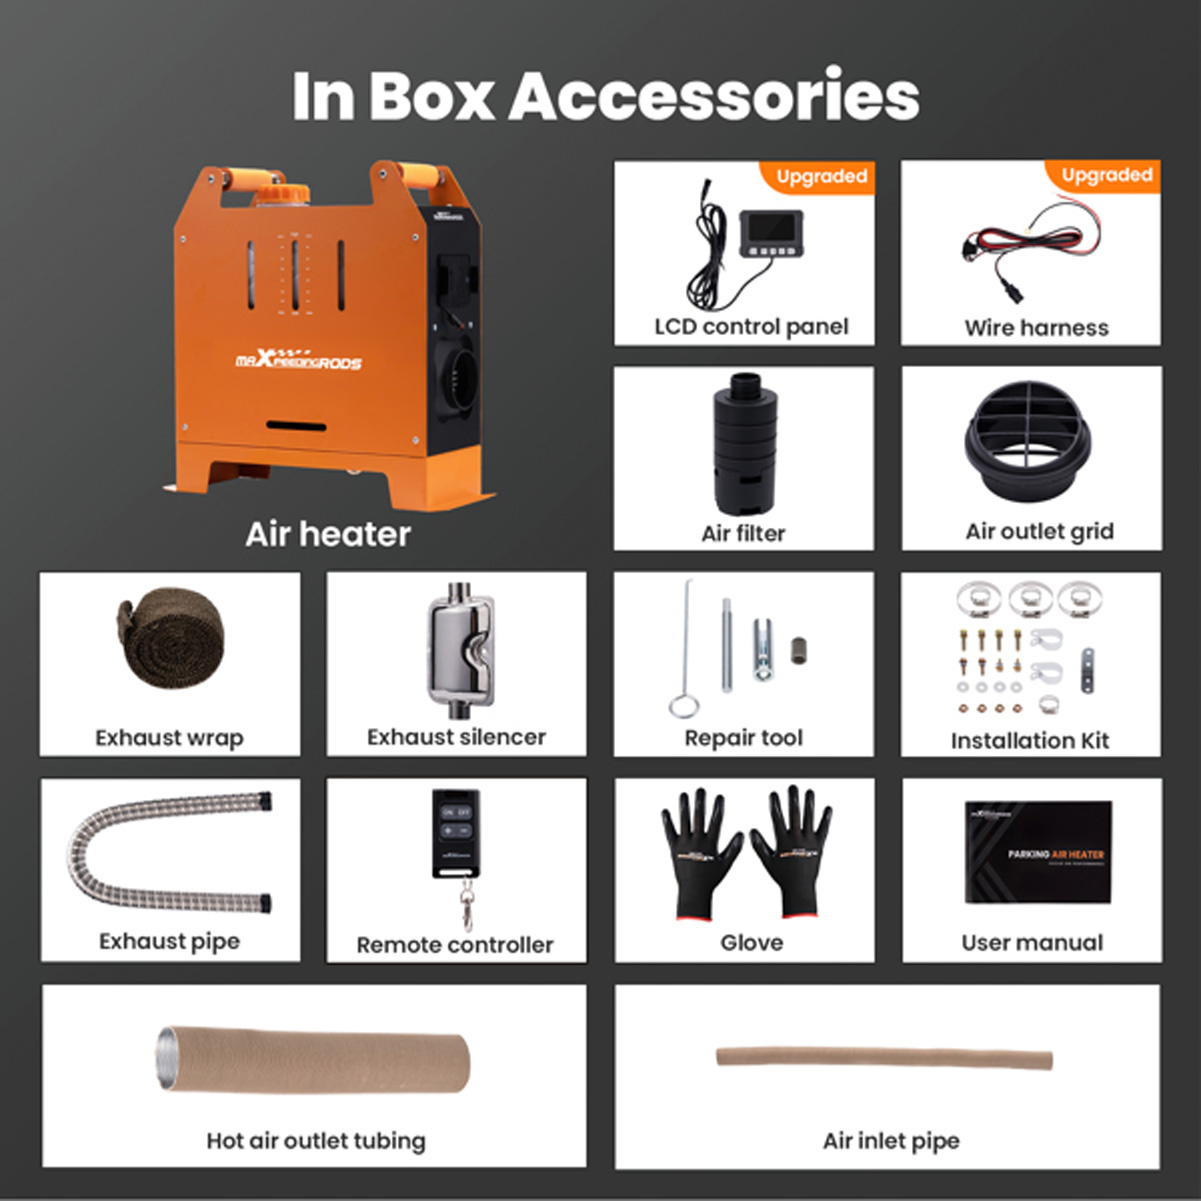 In Box Accessories
maXpeedingRODS
Air heater
Upgraded
LCD control panel
Upgraded
Wire harness
Air filter
Air outlet grid
Exhaust wrap
Exhaust silencer
Repair tool
Installation Kit
Exhaust pipe
ON OFF
+ −
Remote controller
Glove
maXpeedingRODS
PARKING AIR HEATER
User manual
Hot air outlet tubing
Air inlet pipe